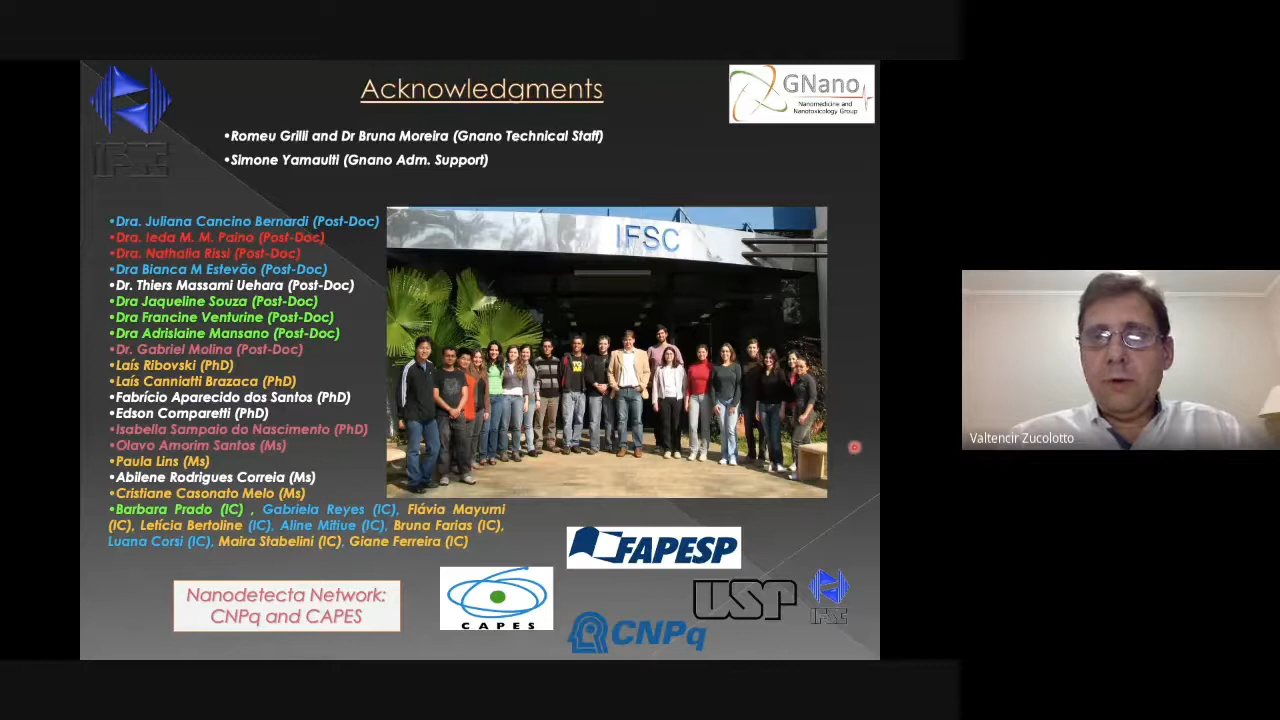 Acknowledgments
GNano
Nanomedicine and
Nanotoxicology Group
IFSC
•Romeu Grilli and Dr Bruna Moreira (Gnano Technical Staff)
•Simone Yamaulti (Gnano Adm. Support)
•Dra. Juliana Cancino Bernardi (Post-Doc)
•Dra. Ieda M. M. Paino (Post-Doc)
•Dra. Nathalia Rissi (Post-Doc)
•Dra Bianca M Estevão (Post-Doc)
•Dr. Thiers Massami Uehara (Post-Doc)
•Dra Jaqueline Souza (Post-Doc)
•Dra Francine Venturine (Post-Doc)
•Dra Adrislaine Mansano (Post-Doc)
•Dr. Gabriel Molina (Post-Doc)
•Laís Ribovski (PhD)
•Laís Canniatti Brazaca (PhD)
•Fabrício Aparecido dos Santos (PhD)
•Edson Comparetti (PhD)
•Isabella Sampaio do Nascimento (PhD)
•Olavo Amorim Santos (Ms)
•Paula Lins (Ms)
•Abilene Rodrigues Correia (Ms)
•Cristiane Casonato Melo (Ms)
•Barbara Prado (IC) , Gabriela Reyes (IC), Flávia Mayumi
(IC), Letícia Bertoline (IC), Aline Mitiue (IC), Bruna Farias (IC),
Luana Corsi (IC), Maira Stabelini (IC), Giane Ferreira (IC)
IFSC
Valtencir Zucolotto
Nanodetecta Network:
CNPq and CAPES
CAPES
FAPESP
CNPq
USP
IFSC